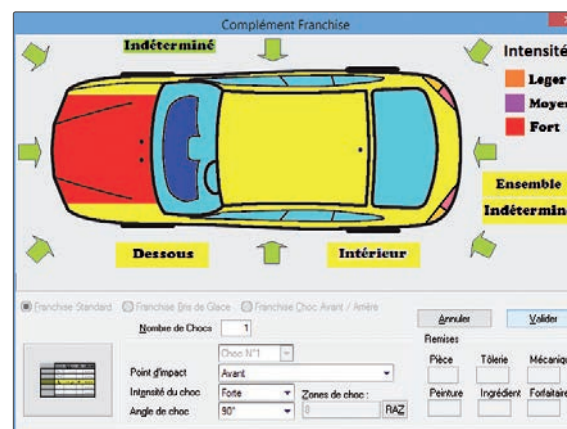 Complément Franchise
Indéterminé
Intensité
Leger
Moyen
Fort
Ensemble
Indéterminé
Dessous
Intérieur
Franchise Standard
Franchise Bris de Glace
Franchise Choc Avant / Arrière
Nombre de Chocs
1
Annuler
Valider
Remises
Choc N°1
Pièce
Tôlerie
Mécanique
Point d'impact
Avant
Intensité du choc
Forte
Zones de choc :
Peinture
Ingrédient
Forfaitaire
Angle de choc
90°
0
RAZ